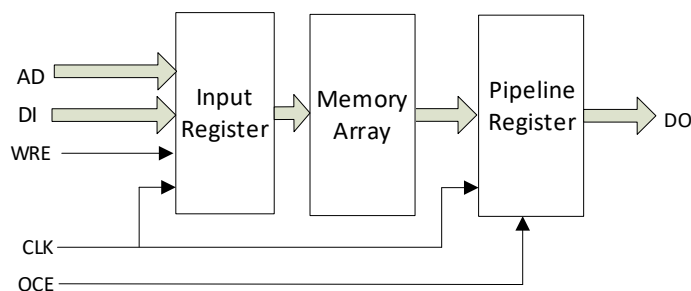 AD
DI
WRE
CLK
OCE
Input
Register
Memory
Array
Pipeline
Register
DO